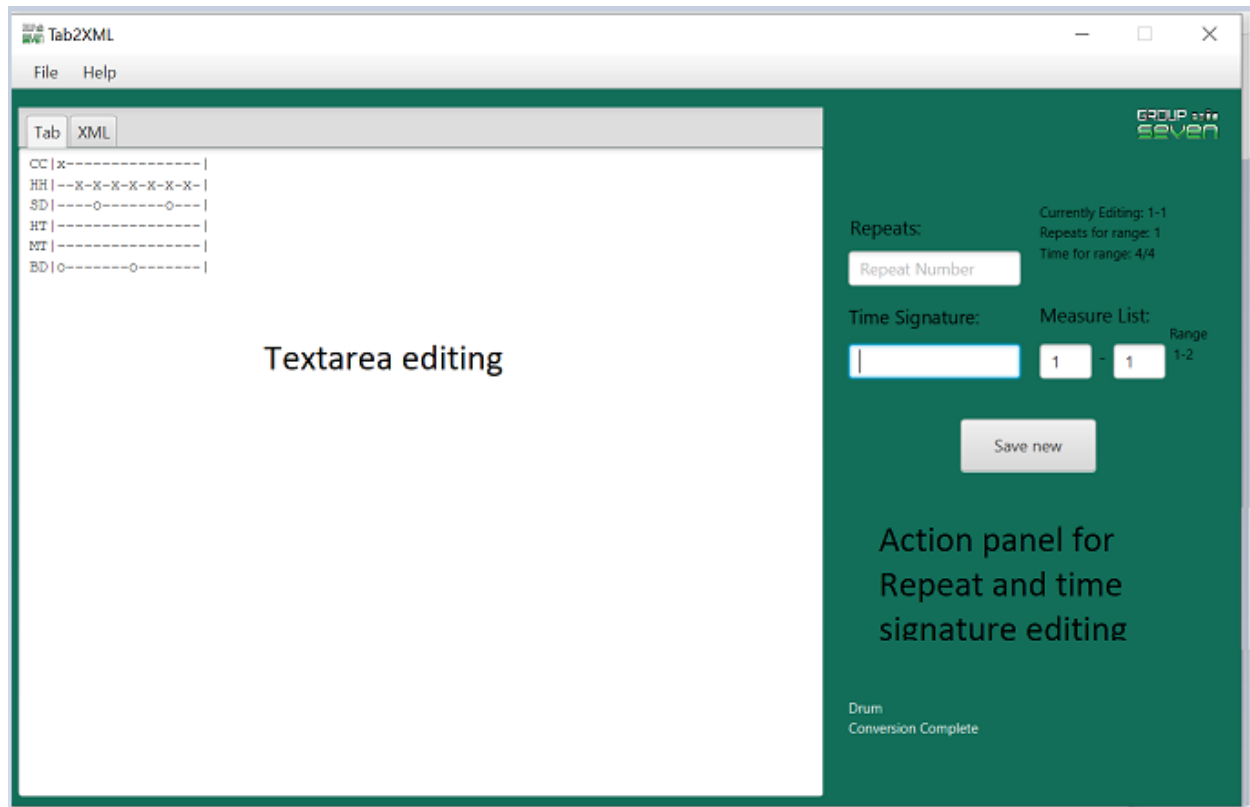 Tab2XML
File Help
GROUP
seven
Tab XML
CC|x---------------|
HH|--x-x-x-x-x-x-x-|
SD|----o-------o---|
HT|----------------|
MT|----------------|
BD|o-------o-------|
Textarea editing
Currently Editing: 1-1
Repeats for range: 1
Time for range: 4/4
Repeats:
Repeat Number
Time Signature:
Measure List:
Range
1-2
1 - 1
Save new
Action panel for
Repeat and time
signature editing
Drum
Conversion Complete